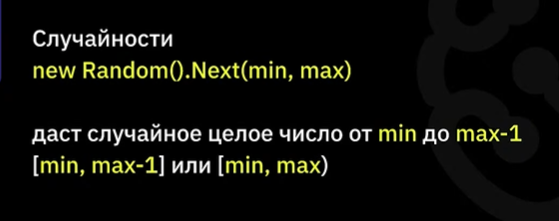 Случайности
new Random().Next(min, max)
даст случайное целое число от min до max-1
[min, max-1] или [min, max)